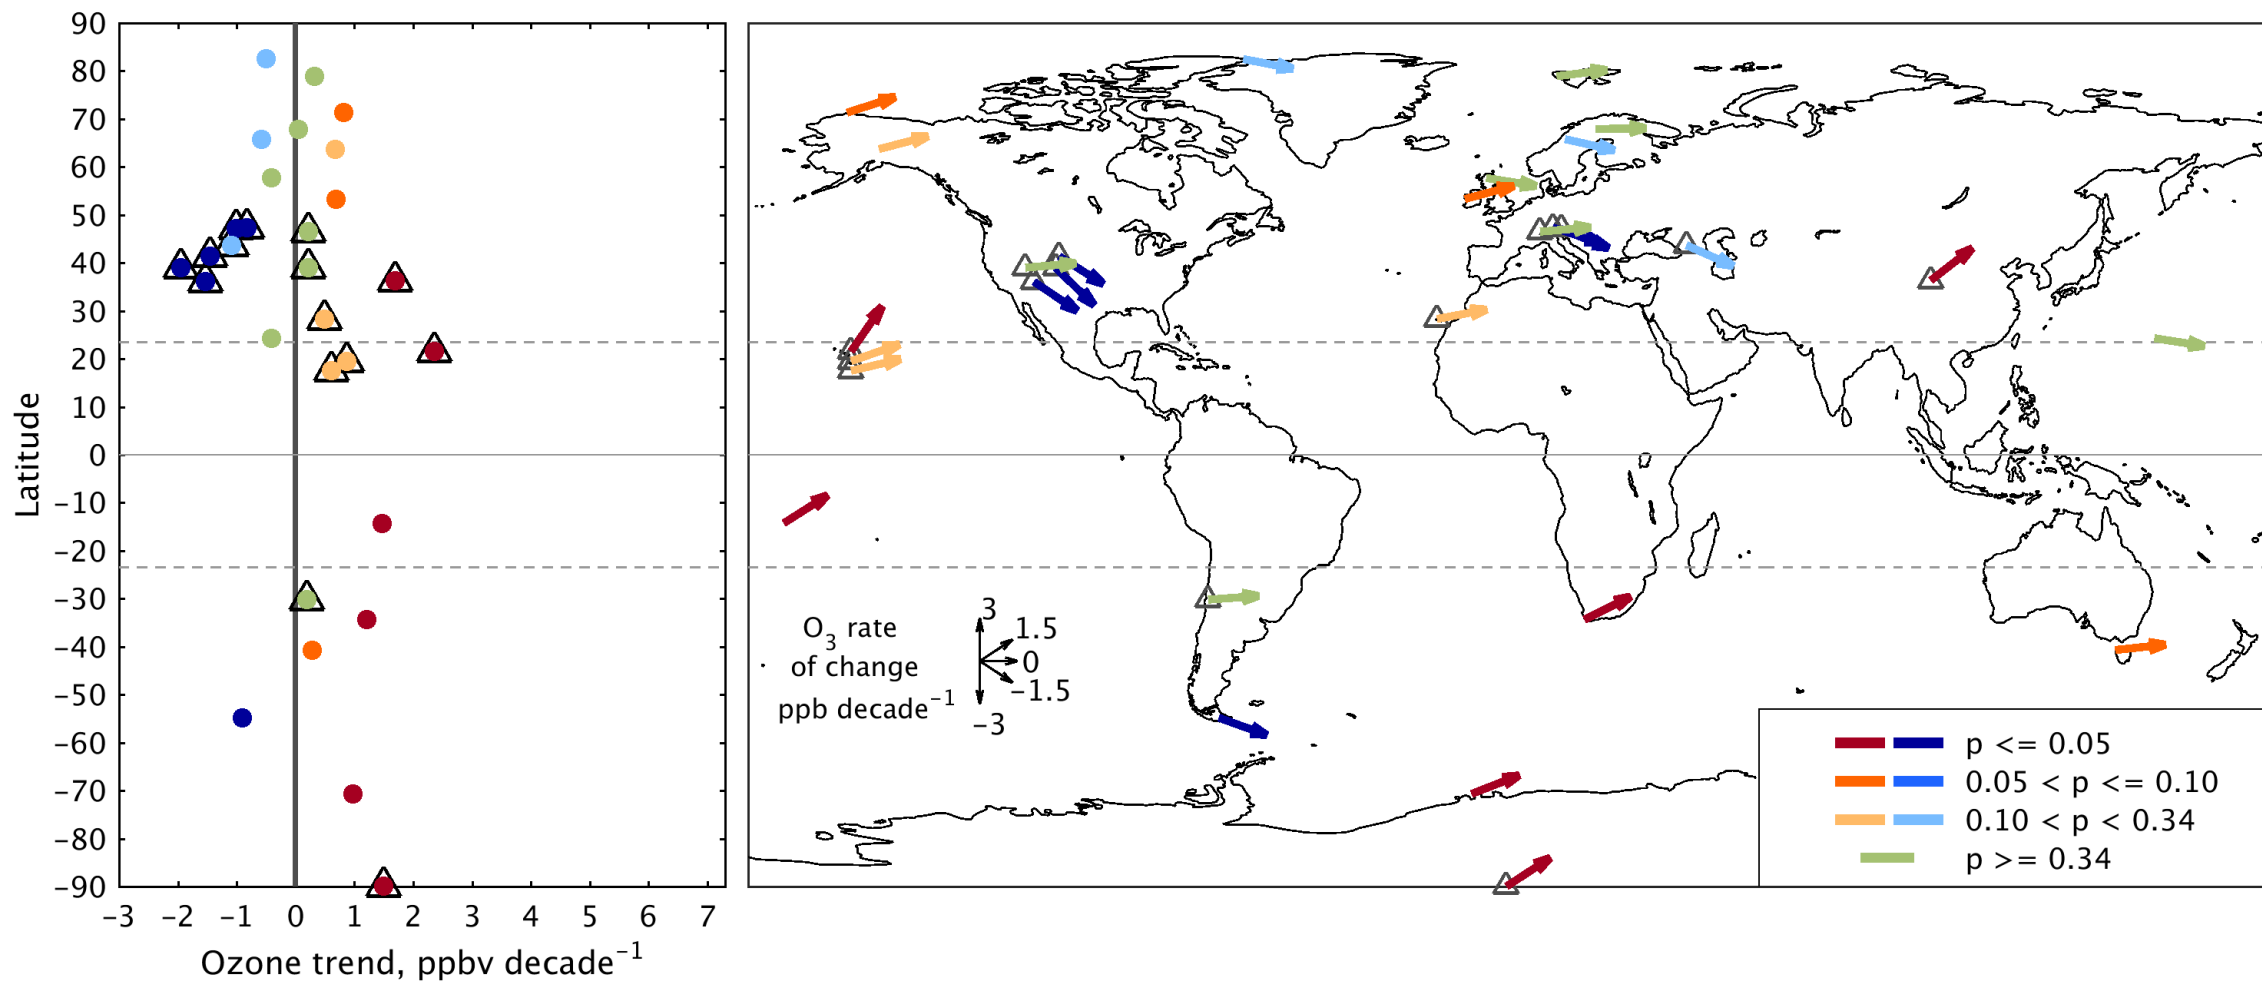 90
80
70
60
50
40
30
20
10
0
−10
−20
−30
−40
−50
−60
−70
−80
−90
Latitude
−3 −2 −1 0 1 2 3 4 5 6 7
Ozone trend, ppbv decade⁻¹
O₃ rate
of change
ppb decade⁻¹
3
1.5
0
−1.5
−3
p <= 0.05
0.05 < p <= 0.10
0.10 < p < 0.34
p >= 0.34